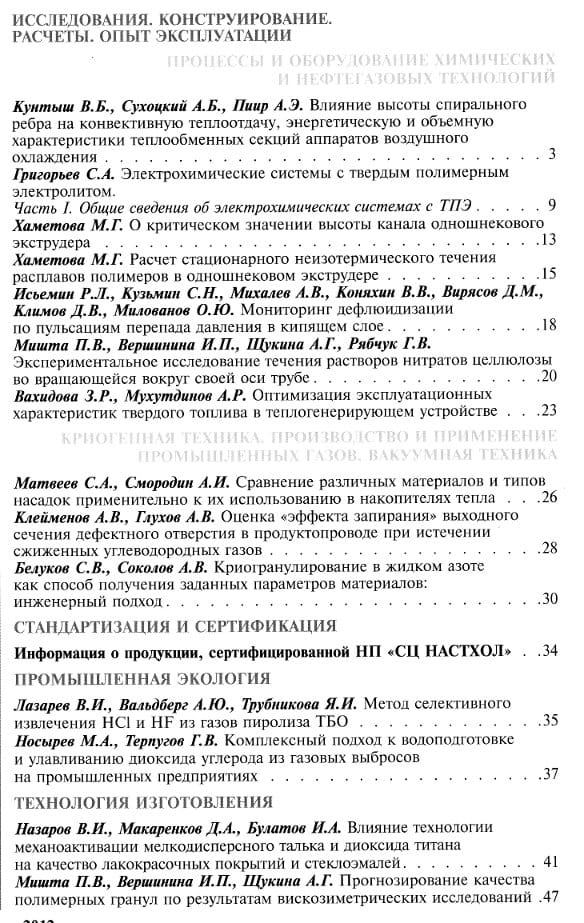 ИССЛЕДОВАНИЯ. КОНСТРУИРОВАНИЕ.
РАСЧЕТЫ. ОПЫТ ЭКСПЛУАТАЦИИ
ПРОЦЕССЫ И ОБОРУДОВАНИЕ ХИМИЧЕСКИХ
И НЕФТЕГАЗОВЫХ ТЕХНОЛОГИЙ
Кунтыш В.Б., Сухоцкий А.Б., Пиир А.Э. Влияние высоты спирального
ребра на конвективную теплоотдачу, энергетическую и объемную
характеристики теплообменных секций аппаратов воздушного
охлаждения . . . . . . . . . . . . . . . . . . . . . . . 3
Григорьев С.А. Электрохимические системы с твердым полимерным
электролитом.
Часть I. Общие сведения об электрохимических системах с ТПЭ . . . 9
Хаметова М.Г. О критическом значении высоты канала одношнекового
экструдера . . . . . . . . . . . . . . . . . . . . . . . 13
Хаметова М.Г. Расчет стационарного неизотермического течения
расплавов полимеров в одношнековом экструдере . . . . . . . . 15
Исьемин Р.Л., Кузьмин С.Н., Михалев А.В., Коняхин В.В., Вирясов Д.М.,
Климов Д.В., Милованов О.Ю. Мониторинг дефлюидизации
по пульсациям перепада давления в кипящем слое . . . . . . . . 18
Мишта П.В., Вершинина И.П., Щукина А.Г., Рябчук Г.В.
Экспериментальное исследование течения растворов нитратов целлюлозы
во вращающейся вокруг своей оси трубе . . . . . . . . . . . . 20
Вахидова З.Р., Мухутдинов А.Р. Оптимизация эксплуатационных
характеристик твердого топлива в теплогенерирующем устройстве . . . 23
КРИОГЕННАЯ ТЕХНИКА. ПРОИЗВОДСТВО И ПРИМЕНЕНИЕ
ПРОМЫШЛЕННЫХ ГАЗОВ. ВАКУУМНАЯ ТЕХНИКА
Матвеев С.А., Смородин А.И. Сравнение различных материалов и типов
насадок применительно к их использованию в накопителях тепла . . . 26
Клейменов А.В., Глухов А.В. Оценка «эффекта запирания» выходного
сечения дефектного отверстия в продуктопроводе при истечении
сжиженных углеводородных газов . . . . . . . . . . . . . . . 28
Белуков С.В., Соколов А.В. Криогранулирование в жидком азоте
как способ получения заданных параметров материалов:
инженерный подход . . . . . . . . . . . . . . . . . . . . 30
СТАНДАРТИЗАЦИЯ И СЕРТИФИКАЦИЯ
Информация о продукции, сертифицированной НП «СЦ НАСТХОЛ» . . 34
ПРОМЫШЛЕННАЯ ЭКОЛОГИЯ
Лазарев В.И., Вальдберг А.Ю., Трубникова Я.И. Метод селективного
извлечения HCl и HF из газов пиролиза ТБО . . . . . . . . . . 35
Носырев М.А., Терпугов Г.В. Комплексный подход к водоподготовке
и улавливанию диоксида углерода из газовых выбросов
на промышленных предприятиях . . . . . . . . . . . . . . . 37
ТЕХНОЛОГИЯ ИЗГОТОВЛЕНИЯ
Назаров В.И., Макаренков Д.А., Булатов И.А. Влияние технологии
механоактивации мелкодисперсного талька и диоксида титана
на качество лакокрасочных покрытий и стеклоэмалей . . . . . . . 41
Мишта П.В., Вершинина И.П., Щукина А.Г. Прогнозирование качества
полимерных гранул по результатам вискозиметрических исследований . 47